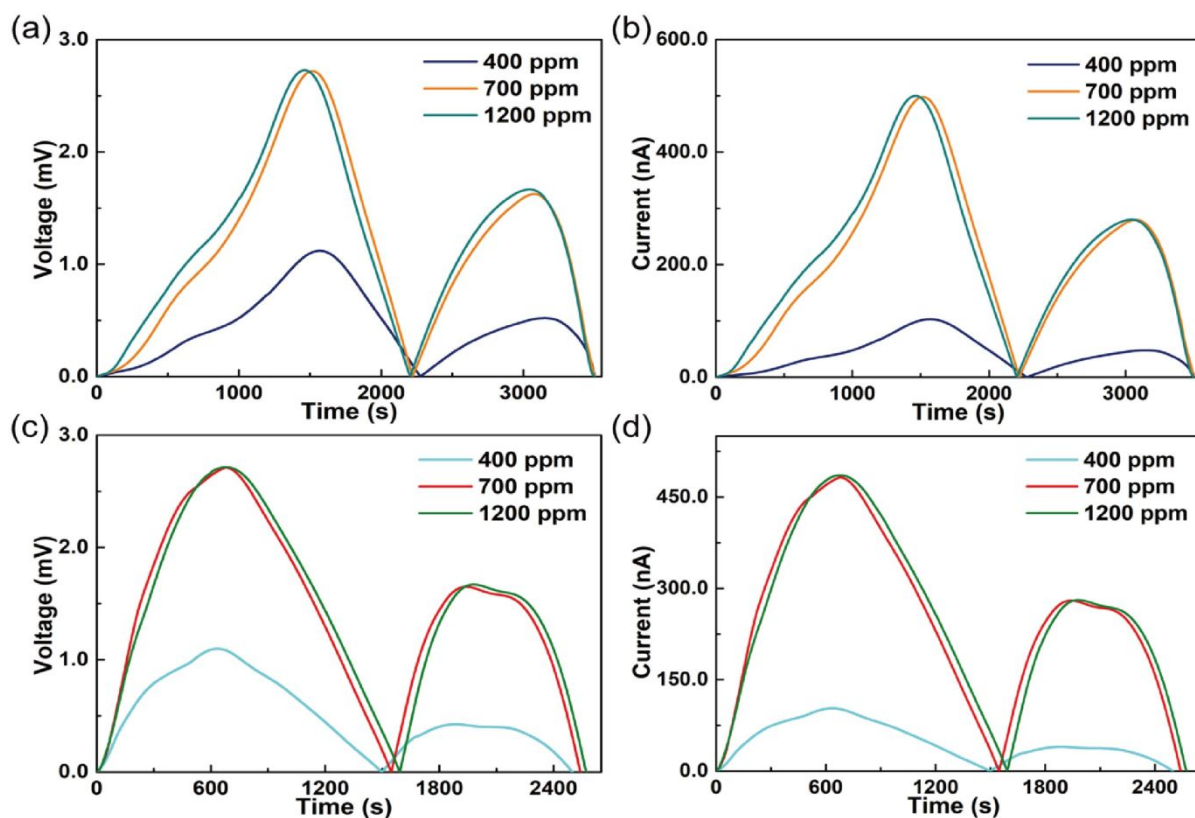 (a)
3.0
2.0
1.0
0.0
Voltage (mV)
400 ppm
700 ppm
1200 ppm
0
1000
2000
3000
Time (s)
(b)
600.0
400.0
200.0
0.0
Current (nA)
400 ppm
700 ppm
1200 ppm
0
1000
2000
3000
Time (s)
(c)
3.0
2.0
1.0
0.0
Voltage (mV)
400 ppm
700 ppm
1200 ppm
0
600
1200
1800
2400
Time (s)
(d)
450.0
300.0
150.0
0.0
Current (nA)
400 ppm
700 ppm
1200 ppm
0
600
1200
1800
2400
Time (s)